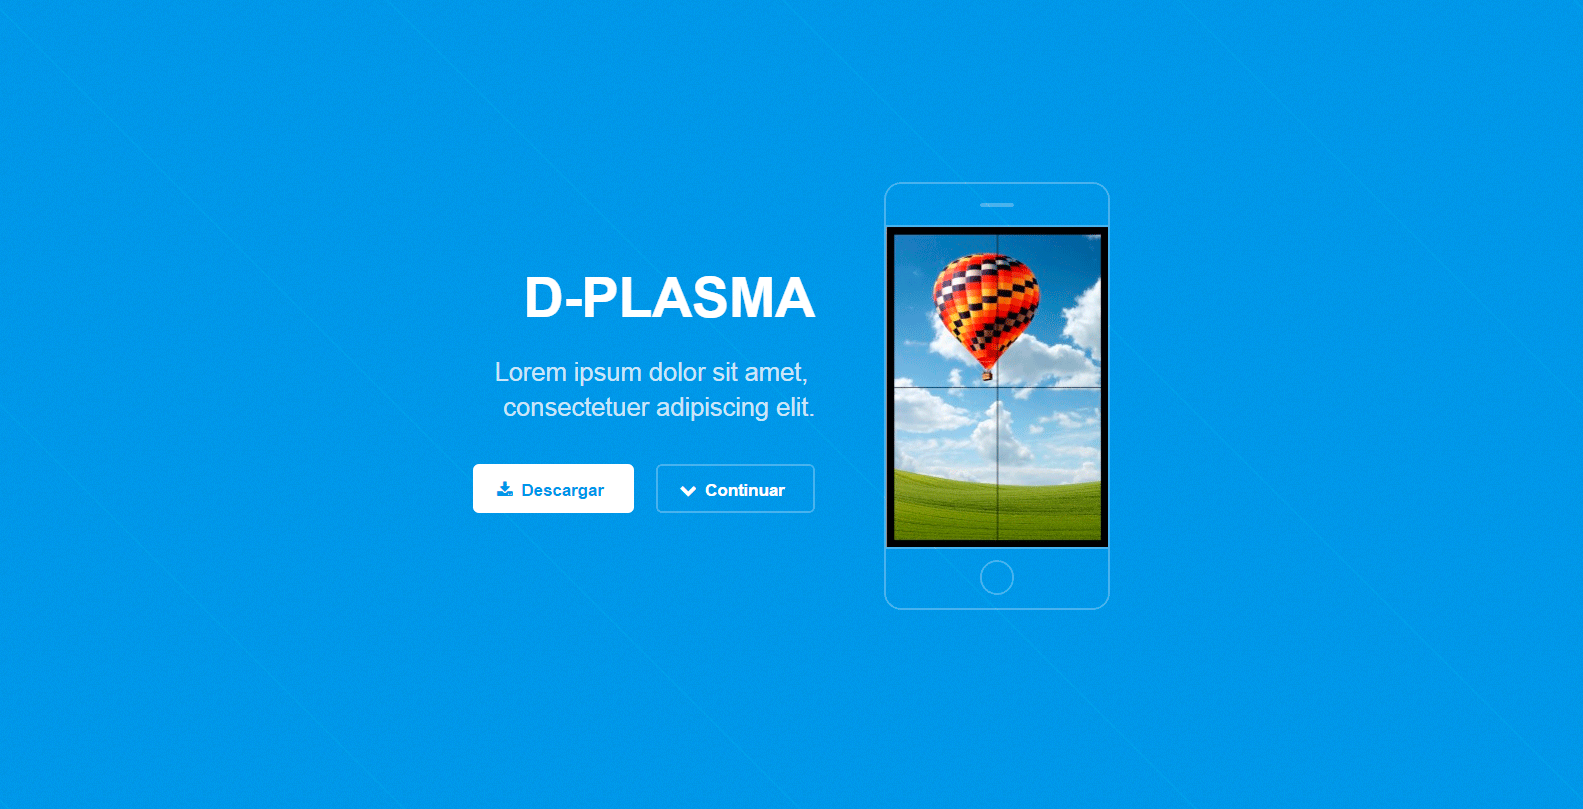 D-PLASMA
Lorem ipsum dolor sit amet,
consectetuer adipiscing elit.
Descargar
Continuar